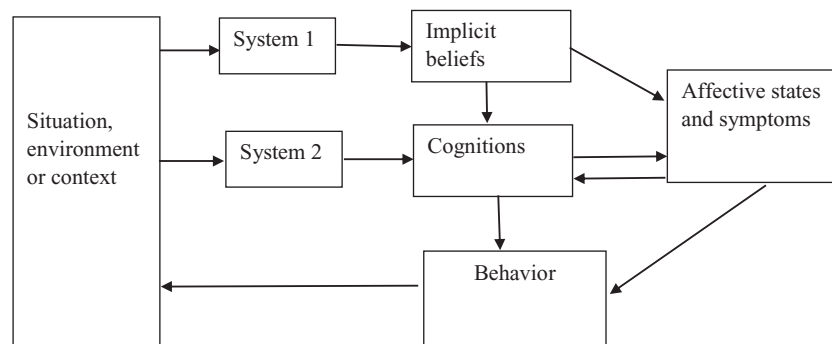 System 1
Implicit
beliefs
Affective states
and symptoms
Situation,
environment
or context
System 2
Cognitions
Behavior